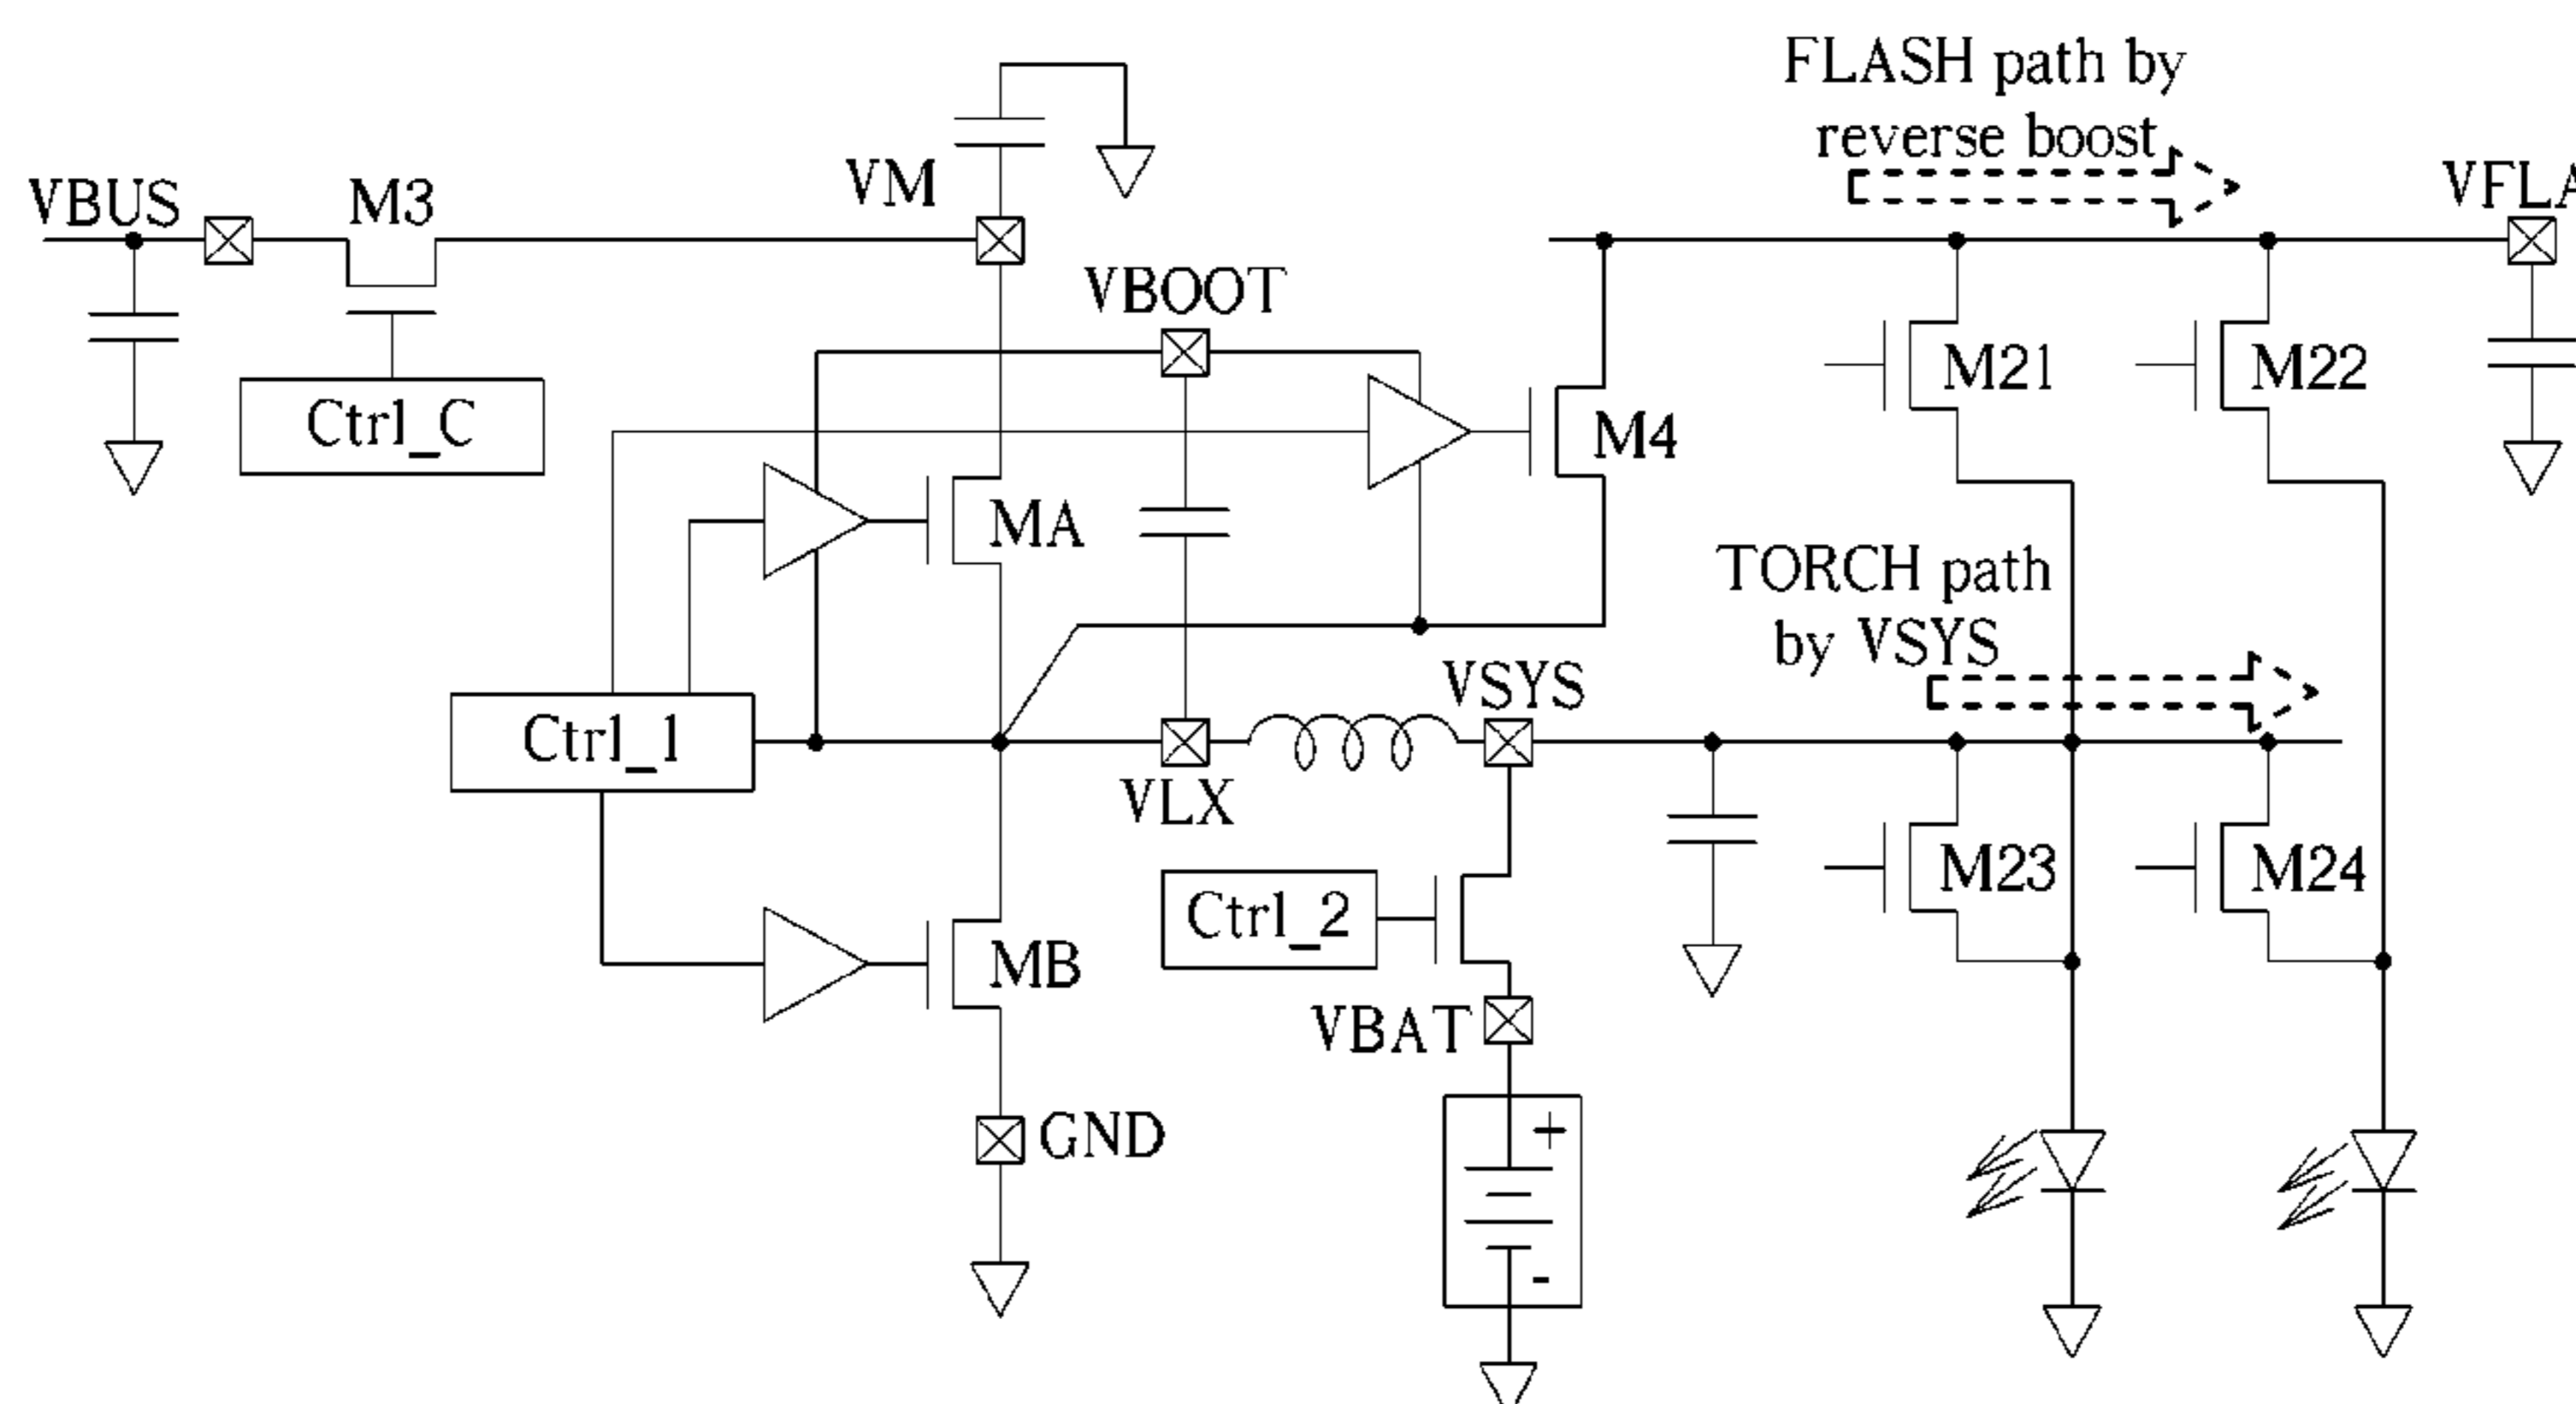 FLASH path by
reverse boost
VBUS
M3
VM
VFLA
VBOOT
M21
M22
Ctrl_C
M4
MA
TORCH path
by VSYS
VSYS
Ctrl_1
VLX
M23
M24
Ctrl_2
MB
VBAT
GND
+
-